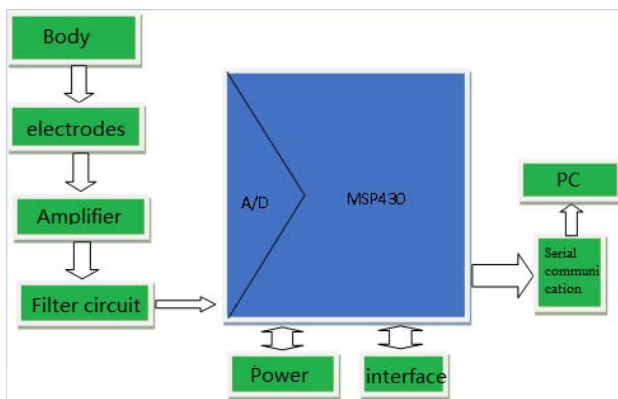 Body
electrodes
Amplifier
Filter circuit
A/D
MSP430
Power
interface
PC
Serial
communi
cation